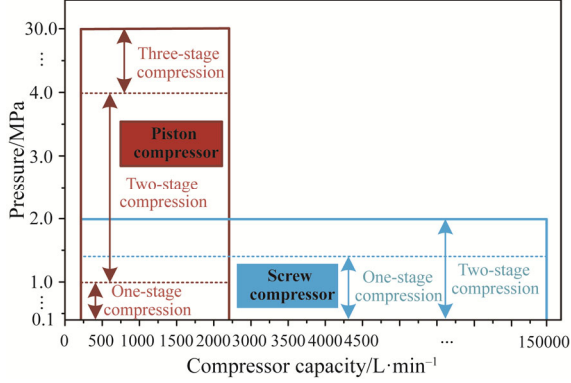 30.0
⋮
4.0
3.0
2.0
1.0
⋮
0.1
Pressure/MPa
Three-stage
compression
Piston
compressor
Two-stage
compression
One-stage
compression
Screw
compressor
One-stage
compression
Two-stage
compression
0 500 1000 1500 2000 3000 3500 4000 4500 ... 150000
Compressor capacity/L·min⁻¹